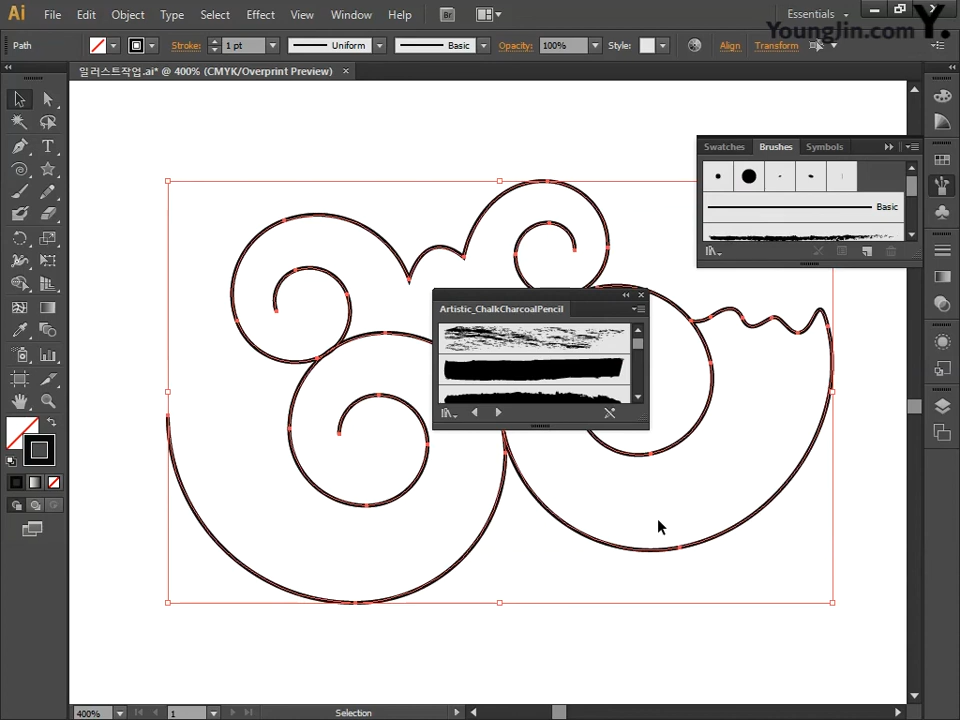 Ai File Edit Object Type Select Effect View Window Help Br Essentials
YoungJin.com Y.
Path Stroke: 1 pt Uniform Basic Opacity: 100% Style: Align Transform
일러스트작업.ai* @ 400% (CMYK/Overprint Preview) ×
Swatches Brushes Symbols
Basic
Artistic_ChalkCharcoalPencil
400% 1 Selection